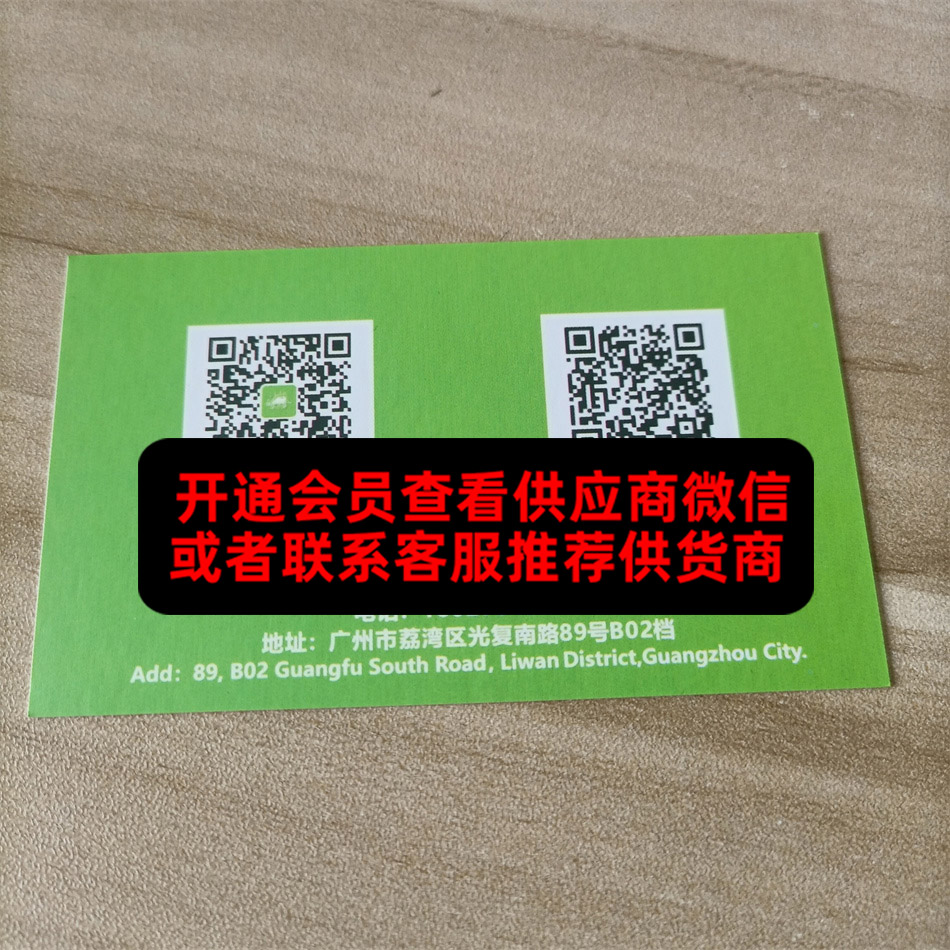 开通会员查看供应商微信
或者联系客服推荐供货商
地址：广州市荔湾区光复南路89号B02档
Add：89, B02 Guangfu South Road, Liwan District,Guangzhou City.